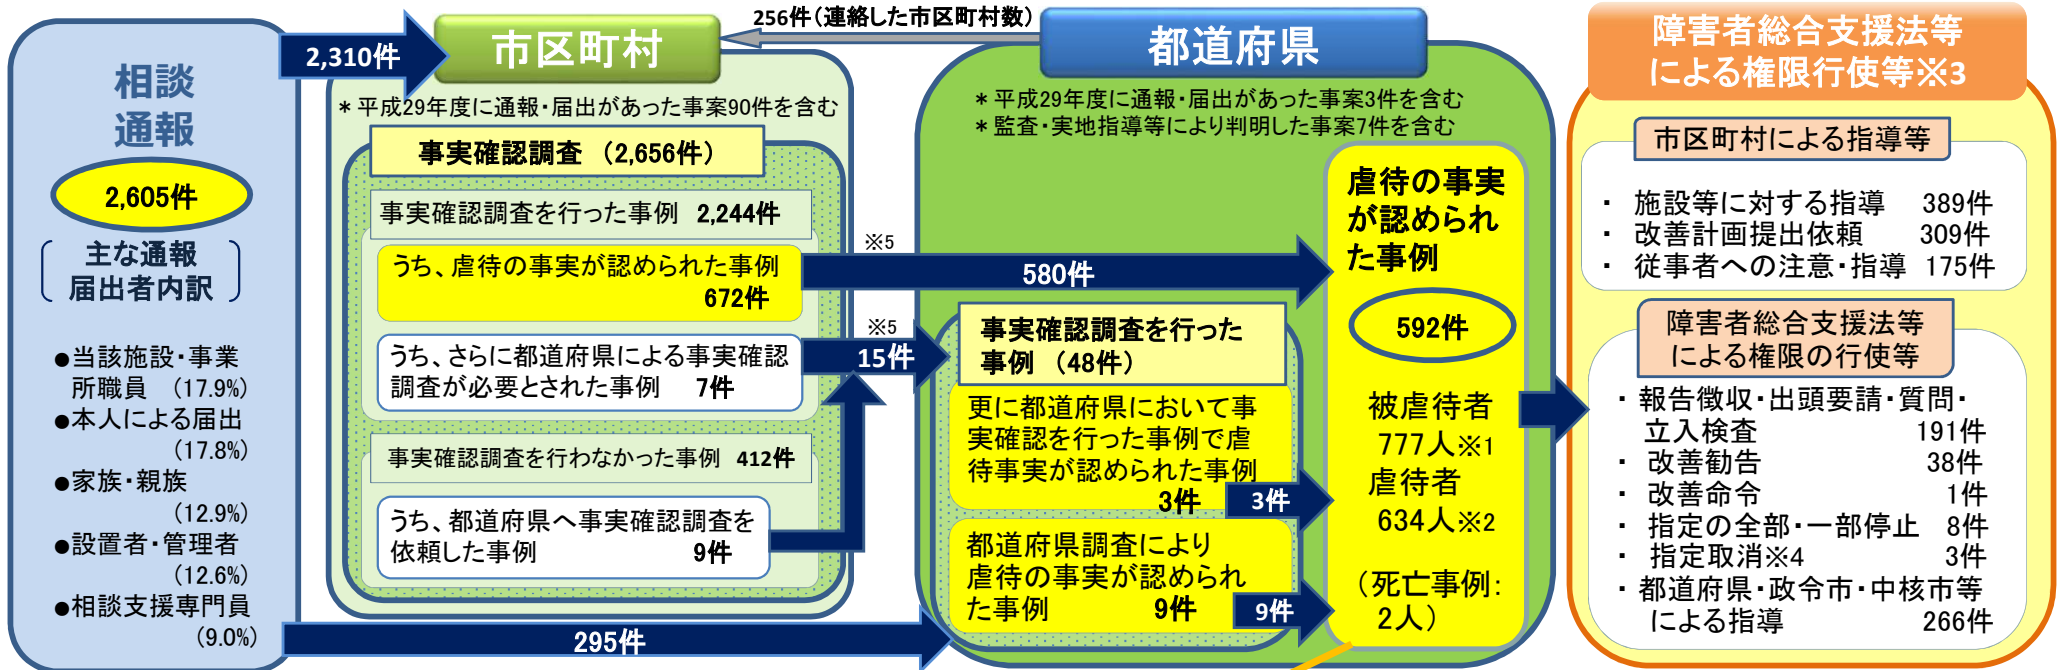 相談
通報
2,605件
主な通報
届出者内訳
●当該施設・事業
所職員 (17.9%)
●本人による届出
(17.8%)
●家族・親族
(12.9%)
●設置者・管理者
(12.6%)
●相談支援専門員
(9.0%)
2,310件
295件
256件(連絡した市区町村数)
市区町村
＊平成29年度に通報・届出があった事案90件を含む
事実確認調査 （2,656件）
事実確認調査を行った事例 2,244件
うち、虐待の事実が認められた事例
672件
うち、さらに都道府県による事実確認
調査が必要とされた事例 7件
事実確認調査を行わなかった事例 412件
うち、都道府県へ事実確認調査を
依頼した事例 9件
※5
580件
※5
15件
都道府県
＊平成29年度に通報・届出があった事案3件を含む
＊監査・実地指導等により判明した事案7件を含む
事実確認調査を行った
事例 （48件）
更に都道府県において事
実確認を行った事例で虐
待事実が認められた事例
3件
3件
都道府県調査により
虐待の事実が認められ
た事例 9件
9件
虐待の事実
が認められ
た事例
592件
被虐待者
777人※1
虐待者
634人※2
（死亡事例：
2人）
障害者総合支援法等
による権限行使等※3
市区町村による指導等
・ 施設等に対する指導 389件
・ 改善計画提出依頼 309件
・ 従事者への注意・指導 175件
障害者総合支援法等
による権限の行使等
・ 報告徴収・出頭要請・質問・
立入検査 191件
・ 改善勧告 38件
・ 改善命令 1件
・ 指定の全部・一部停止 8件
・ 指定取消※4 3件
・ 都道府県・政令市・中核市等
による指導 266件